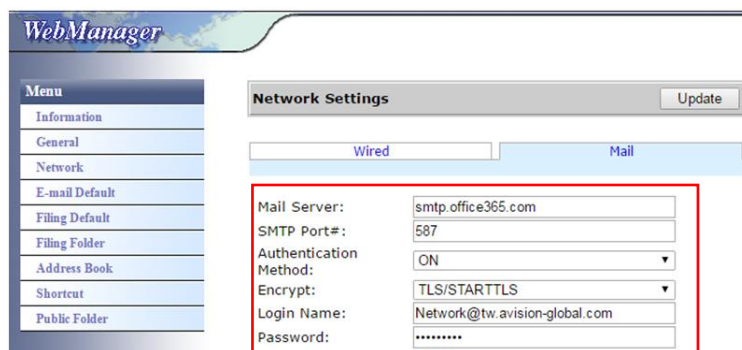 WebManager
Menu
Information
General
Network
E-mail Default
Filing Default
Filing Folder
Address Book
Shortcut
Public Folder
Network Settings
Update
Wired
Mail
Mail Server: smtp.office365.com
SMTP Port#: 587
Authentication
Method: ON
Encrypt: TLS/STARTTLS
Login Name: Network@tw.avision-global.com
Password: •••••••••